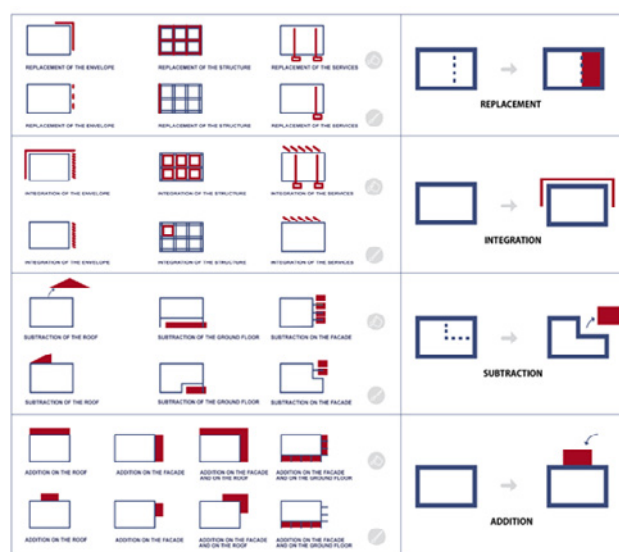 REPLACEMENT OF THE ENVELOPE
REPLACEMENT OF THE STRUCTURE
REPLACEMENT OF THE SERVICES
REPLACEMENT OF THE ENVELOPE
REPLACEMENT OF THE STRUCTURE
REPLACEMENT OF THE SERVICES
REPLACEMENT
INTEGRATION OF THE ENVELOPE
INTEGRATION OF THE STRUCTURE
INTEGRATION OF THE SERVICES
INTEGRATION OF THE ENVELOPE
INTEGRATION OF THE STRUCTURE
INTEGRATION OF THE SERVICES
INTEGRATION
SUBTRACTION OF THE ROOF
SUBTRACTION OF THE GROUND FLOOR
SUBTRACTION ON THE FACADE
SUBTRACTION OF THE ROOF
SUBTRACTION OF THE GROUND FLOOR
SUBTRACTION ON THE FACADE
SUBTRACTION
ADDITION ON THE ROOF
ADDITION ON THE FACADE
ADDITION ON THE FACADE
AND ON THE ROOF
ADDITION ON THE FACADE
AND ON THE GROUND FLOOR
ADDITION ON THE ROOF
ADDITION ON THE FACADE
ADDITION ON THE FACADE
AND ON THE ROOF
ADDITION ON THE FACADE
AND ON THE GROUND FLOOR
ADDITION